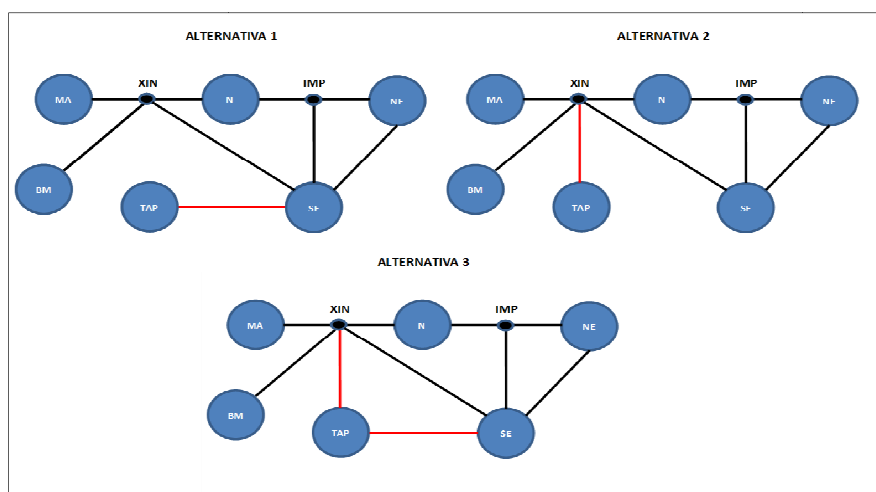 ALTERNATIVA 1
XIN
IMP
MA
N
NE
BM
TAP
SE
ALTERNATIVA 2
XIN
IMP
MA
N
NE
BM
TAP
SE
ALTERNATIVA 3
XIN
IMP
MA
N
NE
BM
TAP
SE